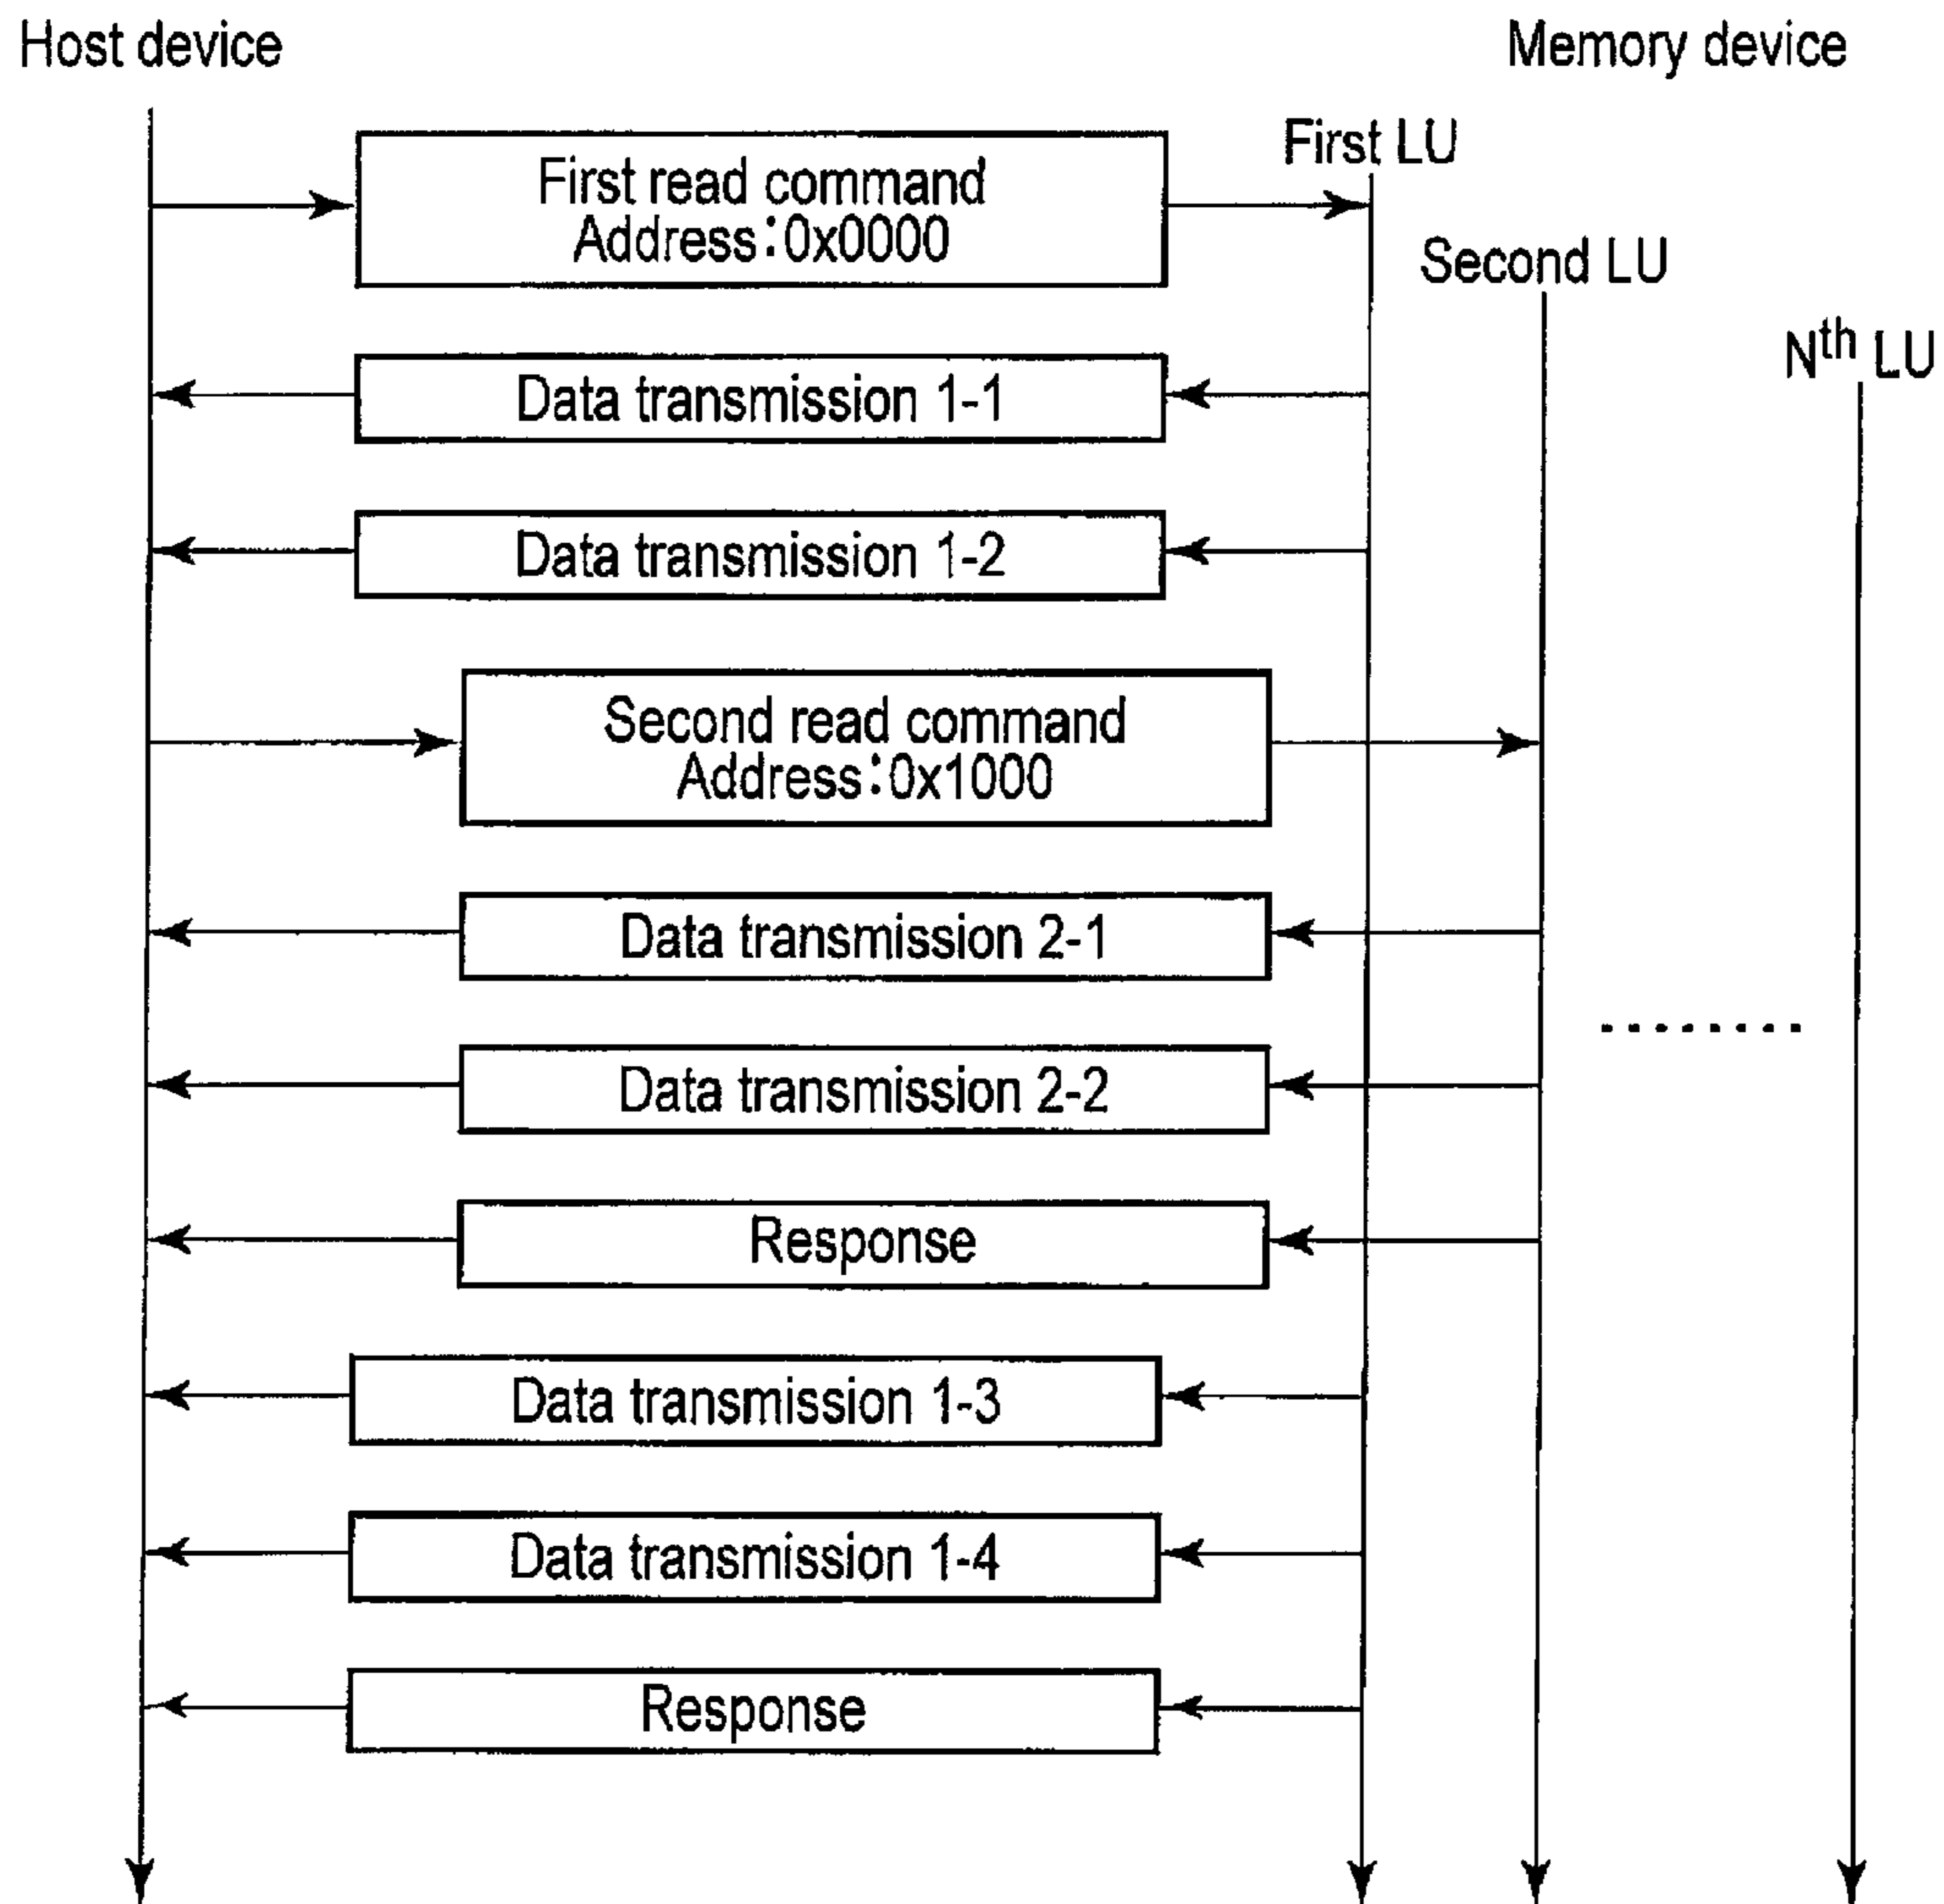 Host device
Memory device
First LU
First read command
Address:0x0000
Second LU
Nth LU
Data transmission 1-1
Data transmission 1-2
Second read command
Address:0x1000
Data transmission 2-1
........
Data transmission 2-2
Response
Data transmission 1-3
Data transmission 1-4
Response